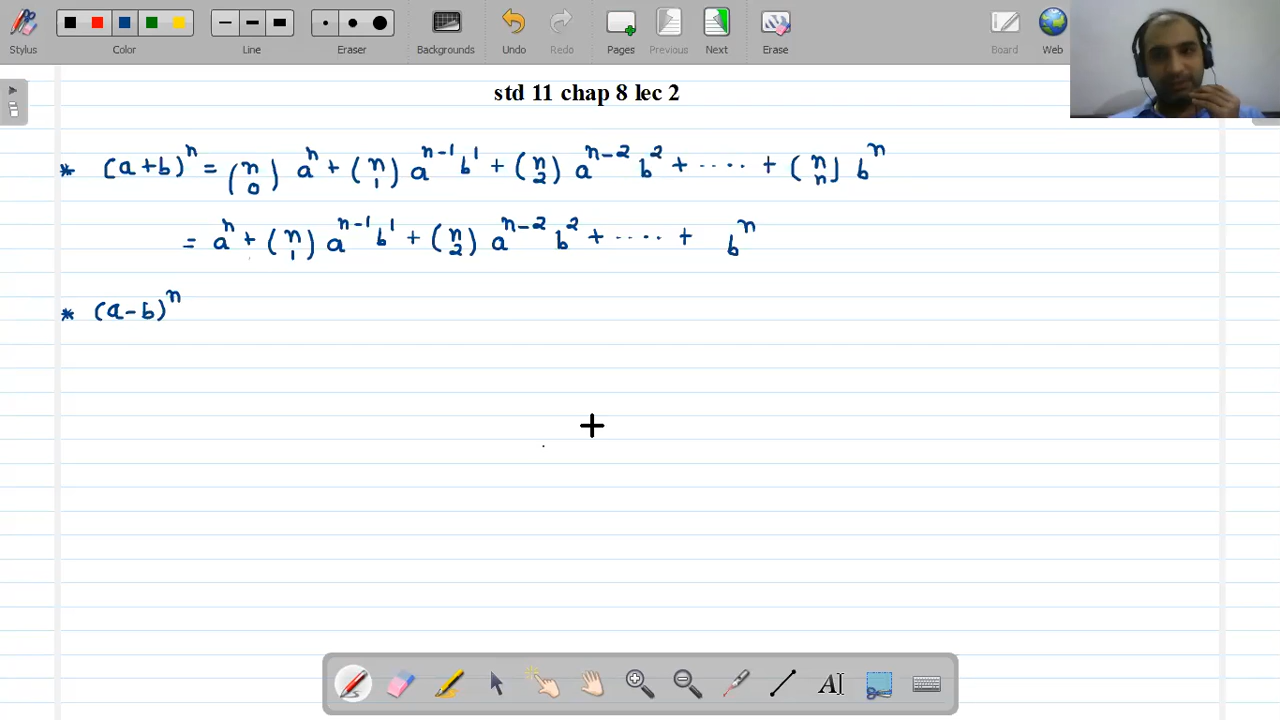 Stylus Color Line Eraser Backgrounds Undo Redo Pages Previous Next Erase Board Web
std 11 chap 8 lec 2
* (a+b)^n = (n 0) a^n + (n 1) a^{n-1} b^1 + (n 2) a^{n-2} b^2 + ····· + (n n) b^n
= a^n + (n 1) a^{n-1} b^1 + (n 2) a^{n-2} b^2 + ····· + b^n
* (a-b)^n